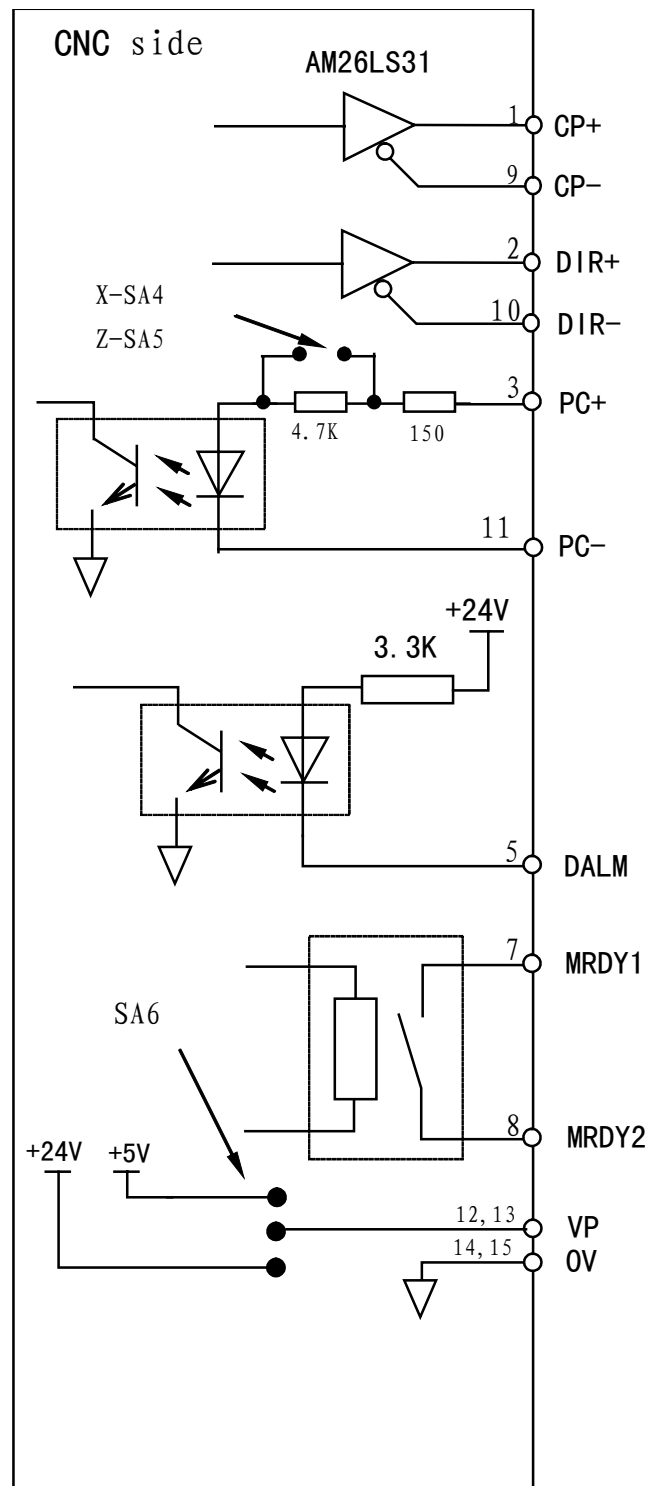 CNC side
AM26LS31
1
CP+
9
CP-
2
DIR+
X-SA4
10
DIR-
Z-SA5
3
PC+
4.7K
150
11
PC-
+24V
3.3K
5
DALM
7
MRDY1
SA6
8
MRDY2
+24V
+5V
12,13
VP
14,15
0V